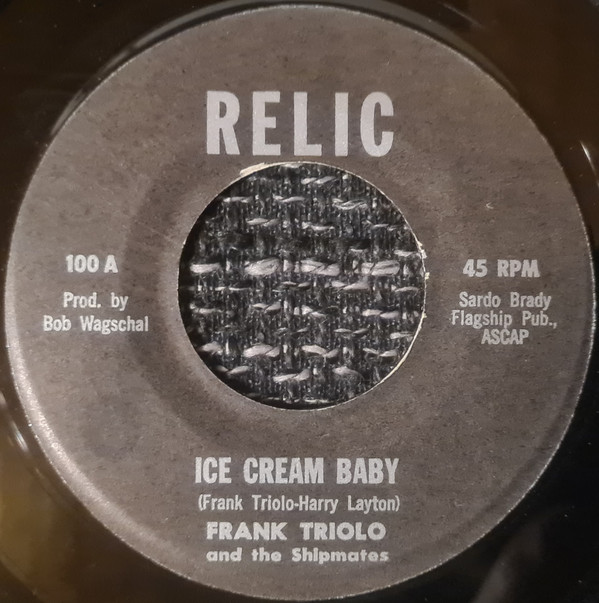 RELIC
100 A
Prod. by
Bob Wagschal
45 RPM
Sardo Brady
Flagship Pub.,
ASCAP
ICE CREAM BABY
(Frank Triolo-Harry Layton)
FRANK TRIOLO
and the Shipmates